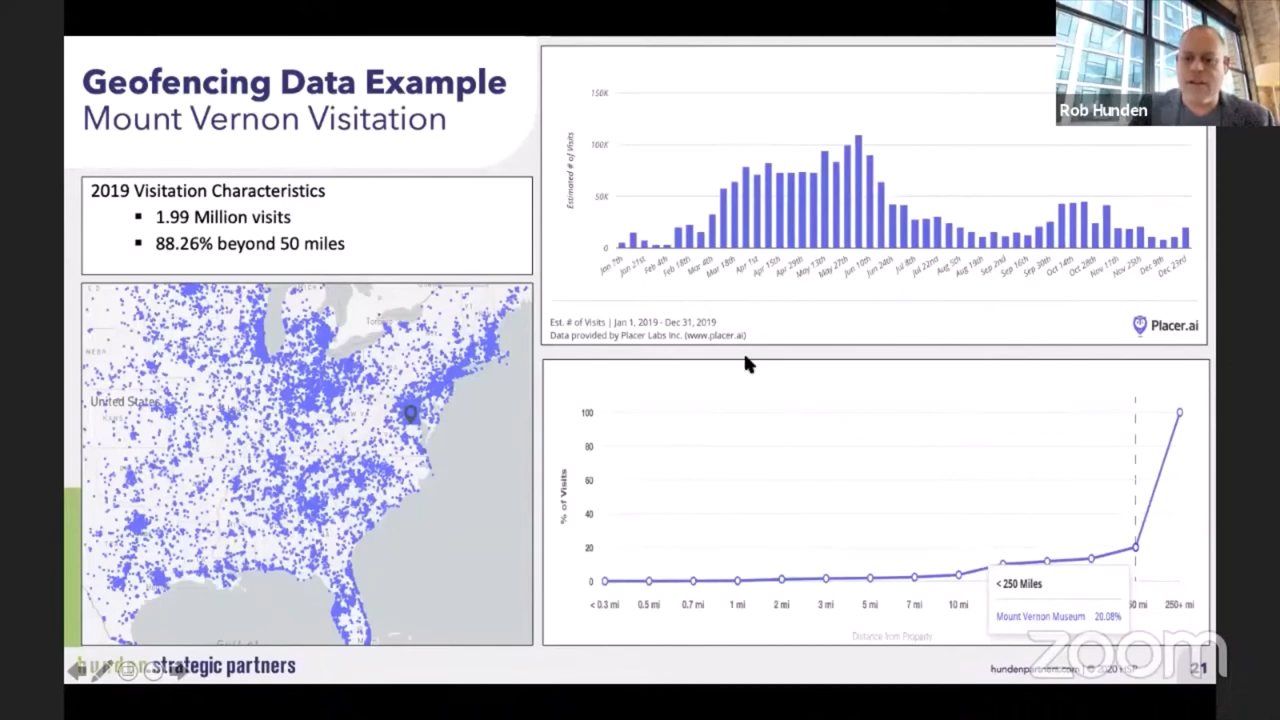 Geofencing Data Example
Mount Vernon Visitation
Rob Hunden
2019 Visitation Characteristics
1.99 Million visits
88.26% beyond 50 miles
United States
NEBR
KANS
150K
100K
50K
0
Estimated # of Visits
Jan 7th
Jan 21st
Feb 4th
Feb 18th
Mar 4th
Mar 18th
Apr 1st
Apr 15th
Apr 29th
May 13th
May 27th
Jun 10th
Jun 24th
Jul 8th
Jul 22nd
Aug 5th
Aug 19th
Sep 2nd
Sep 16th
Sep 30th
Oct 14th
Oct 28th
Nov 11th
Nov 25th
Dec 9th
Dec 23rd
Est. # of Visits | Jan 1, 2019 - Dec 31, 2019
Data provided by Placer Labs Inc. (www.placer.ai)
Placer.ai
100
80
60
40
20
0
% of Visits
< 0.3 mi 0.5 mi 0.7 mi 1 mi 2 mi 3 mi 5 mi 7 mi 10 mi 250+ mi
< 250 Miles
Mount Vernon Museum 20.08%
Distance from Property
hunden strategic partners
hundenpartners.com | © 2020 HSP
21
zoom